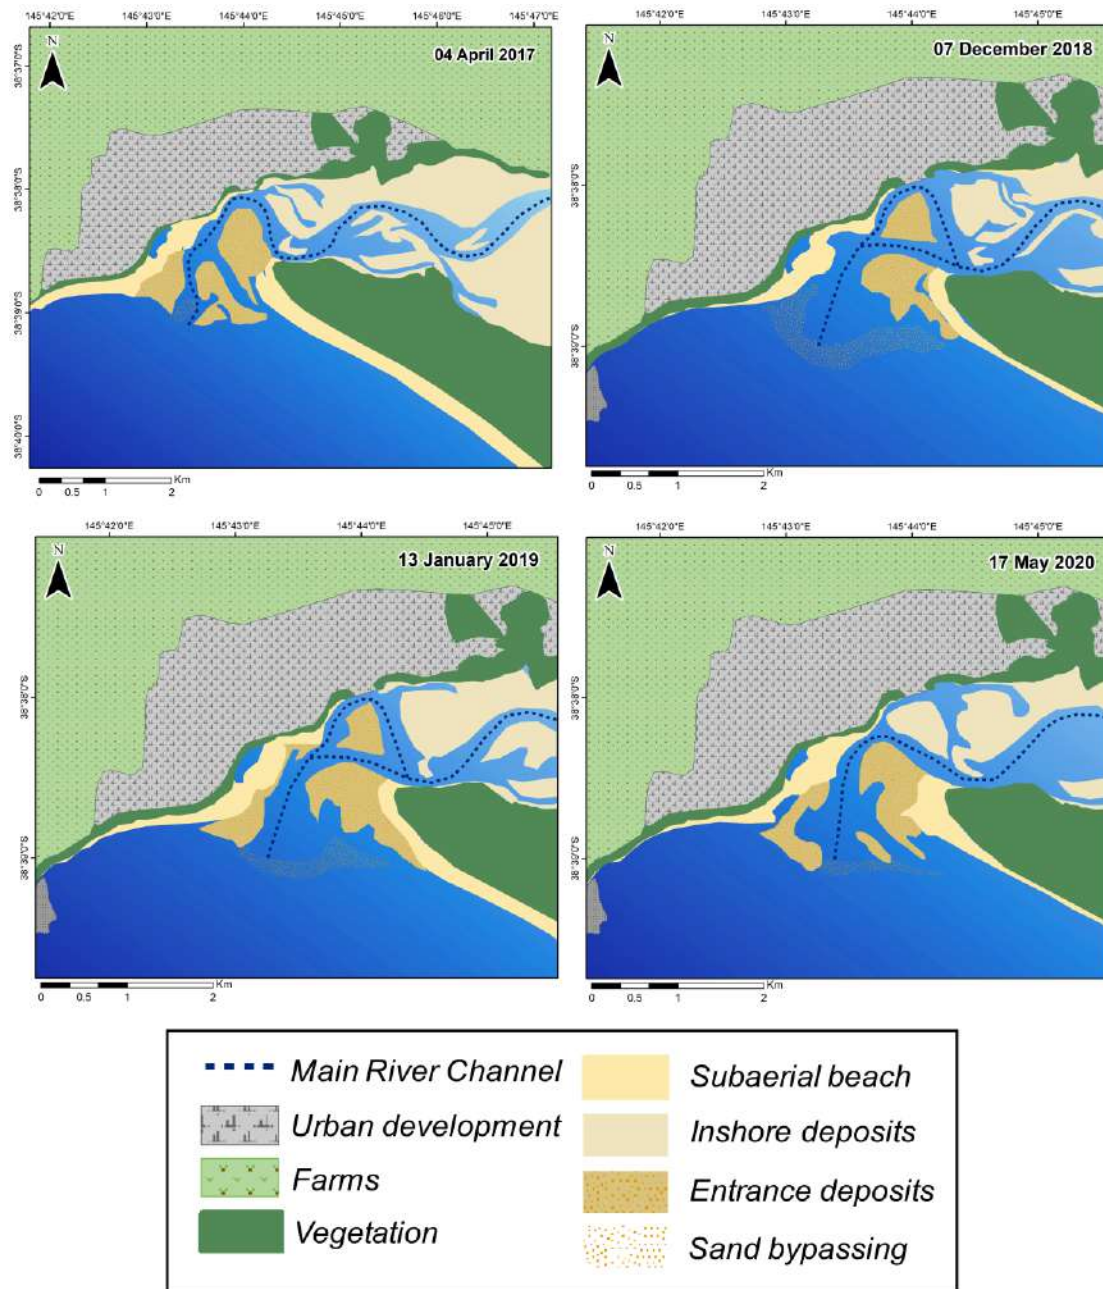 145°42'0"E 145°43'0"E 145°44'0"E 145°45'0"E 145°46'0"E 145°47'0"E
N
04 April 2017
38°37'0"S
38°38'0"S
38°39'0"S
38°40'0"S
0 0.5 1 2 Km
145°42'0"E 145°43'0"E 145°44'0"E 145°45'0"E
N
07 December 2018
38°38'0"S
38°39'0"S
0 0.5 1 2 Km
145°42'0"E 145°43'0"E 145°44'0"E 145°45'0"E
N
13 January 2019
38°38'0"S
38°39'0"S
0 0.5 1 2 Km
145°42'0"E 145°43'0"E 145°44'0"E 145°45'0"E
N
17 May 2020
38°38'0"S
38°39'0"S
0 0.5 1 2 Km
Main River Channel
Urban development
Farms
Vegetation
Subaerial beach
Inshore deposits
Entrance deposits
Sand bypassing